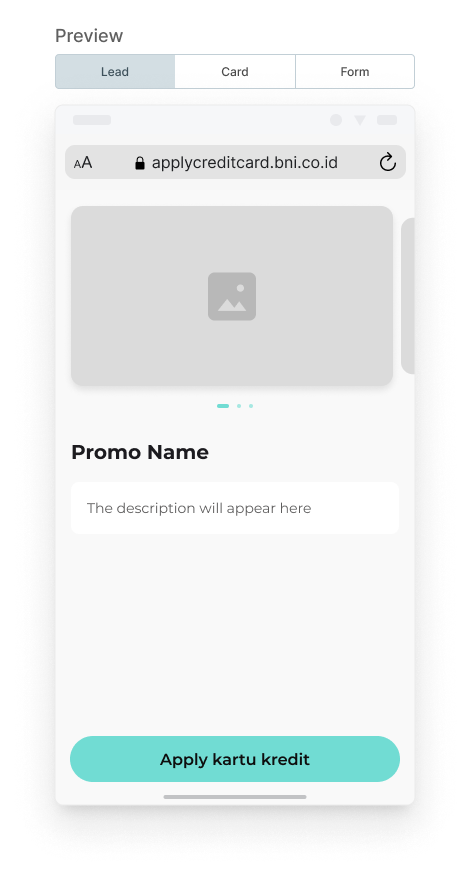 Preview
Lead Card Form
AA applycreditcard.bni.co.id
Promo Name
The description will appear here
Apply kartu kredit